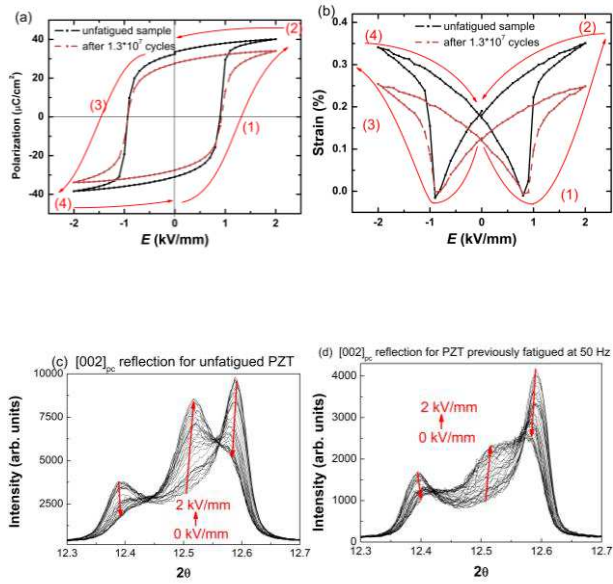 (a)
unfatigued sample
after 1.3*10⁷ cycles
(2)
(3)
(1)
(4)
Polarization (μC/cm²)
40
20
0
-20
-40
-2 -1 0 1 2
E (kV/mm)
(b)
unfatigued sample
after 1.3*10⁷ cycles
(4)
(2)
(3)
(1)
Strain (%)
0.4
0.3
0.2
0.1
0.0
-2 -1 0 1 2
E (kV/mm)
(c) [002]pc reflection for unfatigued PZT
Intensity (arb. units)
10000
7500
5000
2500
2 kV/mm
0 kV/mm
12.3 12.4 12.5 12.6 12.7
2θ
(d) [002]pc reflection for PZT previously fatigued at 50 Hz
Intensity (arb. units)
4000
3000
2000
1000
0
2 kV/mm
0 kV/mm
12.3 12.4 12.5 12.6 12.7
2θ